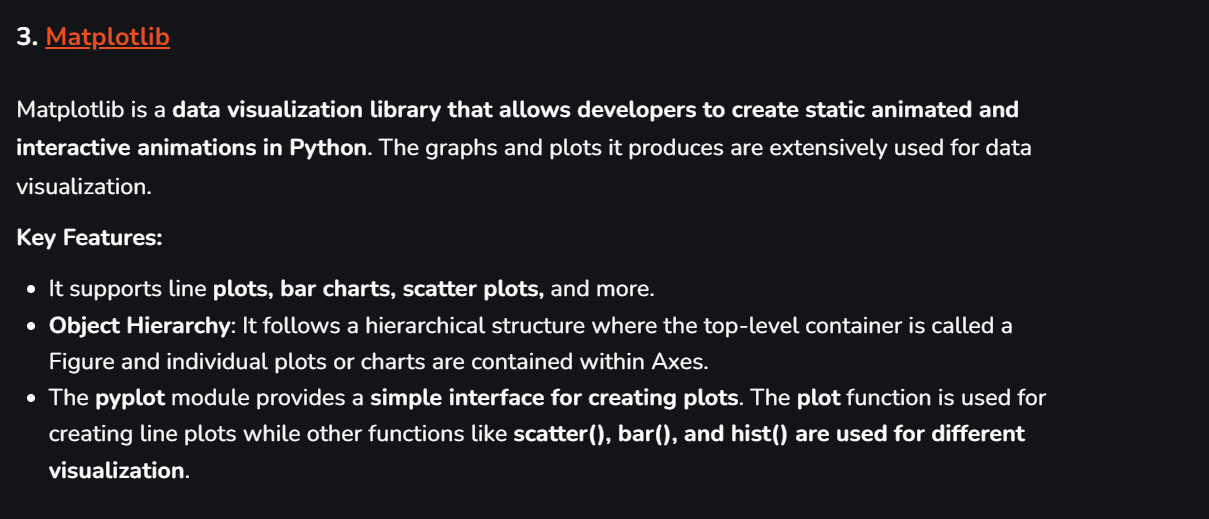 3. Matplotlib
Matplotlib is a data visualization library that allows developers to create static animated and
interactive animations in Python. The graphs and plots it produces are extensively used for data
visualization.
Key Features:
• It supports line plots, bar charts, scatter plots, and more.
• Object Hierarchy: It follows a hierarchical structure where the top-level container is called a
Figure and individual plots or charts are contained within Axes.
• The pyplot module provides a simple interface for creating plots. The plot function is used for
creating line plots while other functions like scatter(), bar(), and hist() are used for different
visualization.